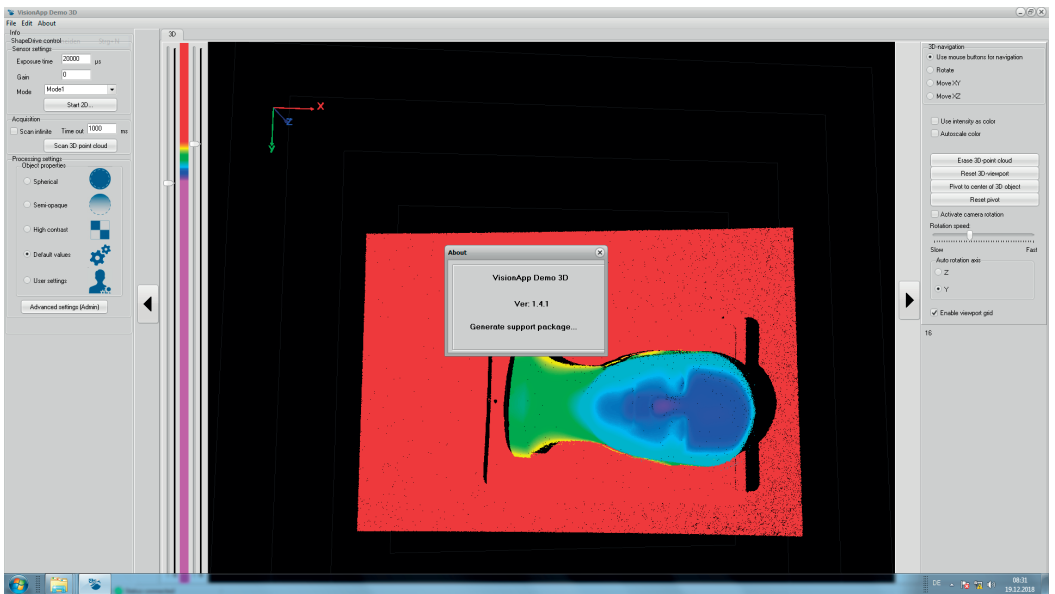 VisionApp Demo 3D
File Edit About
Info
ShapeDrive control
Sensor settings
Exposure time 20000 µs
Gain 0
Mode Mode1
Start 2D...
Acquisition
Scan infinite Time out 1000 ms
Scan 3D point cloud
Processing settings
Object properties
Spherical
Semi-opaque
High contrast
Default values
User settings
Advanced settings (Admin)
3D
X
Z
y
About
VisionApp Demo 3D
Ver: 1.4.1
Generate support package...
3D-navigation
Use mouse buttons for navigation
Rotate
Move XY
Move XZ
Use intensity as color
Autoscale color
Erase 3D-point cloud
Reset 3D-viewport
Pivot to center of 3D object
Reset pivot
Activate camera rotation
Rotation speed:
Slow Fast
Auto rotation axis
Z
Y
Enable viewport grid
16
DE
08:31
19.12.2018